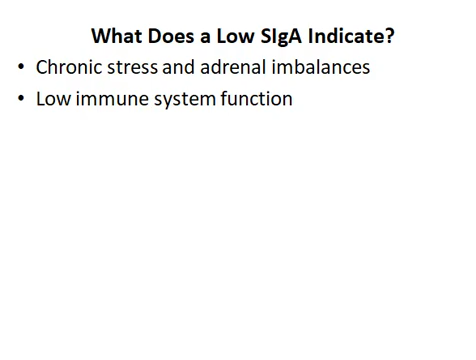 What Does a Low SIgA Indicate?
• Chronic stress and adrenal imbalances
• Low immune system function